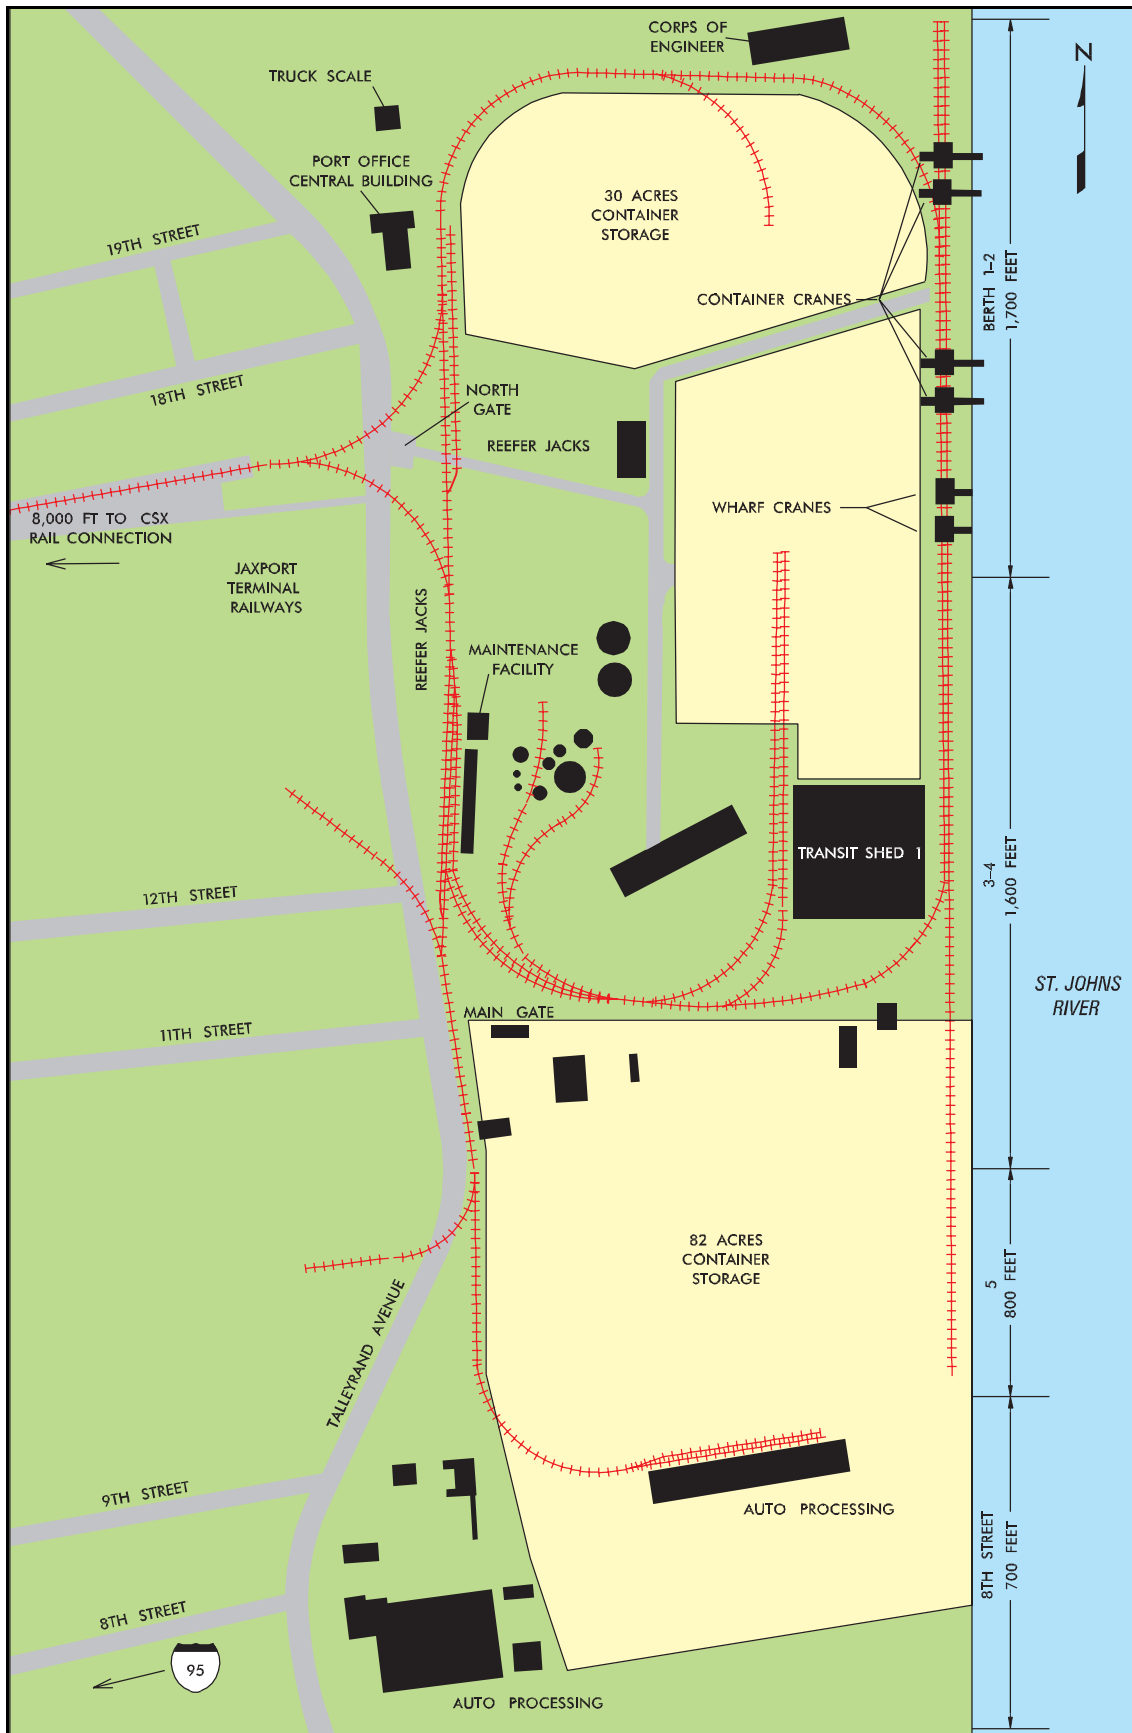 CORPS OF
ENGINEER
N
TRUCK SCALE
PORT OFFICE
CENTRAL BUILDING
30 ACRES
CONTAINER
STORAGE
19TH STREET
BERTH 1–2
1,700 FEET
CONTAINER CRANES
18TH STREET
NORTH
GATE
REEFER JACKS
WHARF CRANES
8,000 FT TO CSX
RAIL CONNECTION
JAXPORT
TERMINAL
RAILWAYS
REEFER JACKS
MAINTENANCE
FACILITY
TRANSIT SHED 1
3–4
1,600 FEET
12TH STREET
ST. JOHNS
RIVER
MAIN GATE
11TH STREET
82 ACRES
CONTAINER
STORAGE
5
800 FEET
TALLEYRAND AVENUE
9TH STREET
AUTO PROCESSING
8TH STREET
700 FEET
8TH STREET
95
AUTO PROCESSING